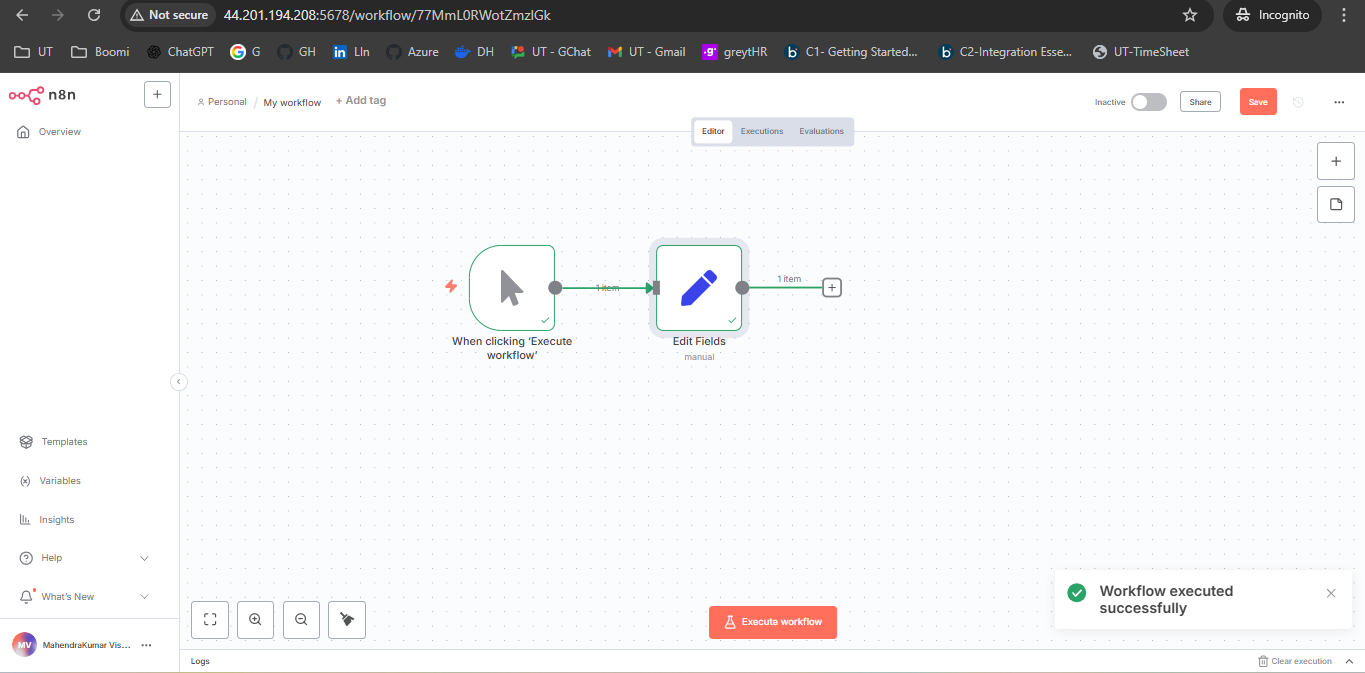 Not secure
44.201.194.208:5678/workflow/77MmL0RWotZmzlGk
Incognito
UT
Boomi
ChatGPT
G
GH
in LIn
Azure
DH
UT - GChat
UT - Gmail
.g. greytHR
b C1- Getting Started...
b C2-Integration Esse...
UT-TimeSheet
n8n
+
Overview
Personal / My workflow + Add tag
Inactive
Share
Save
...
Editor
Executions
Evaluations
1 item
1 item
When clicking ‘Execute
workflow’
Edit Fields
manual
Templates
Variables
Insights
Help
What's New
MV MahendraKumar Vis...
Execute workflow
Workflow executed
successfully
Logs
Clear execution